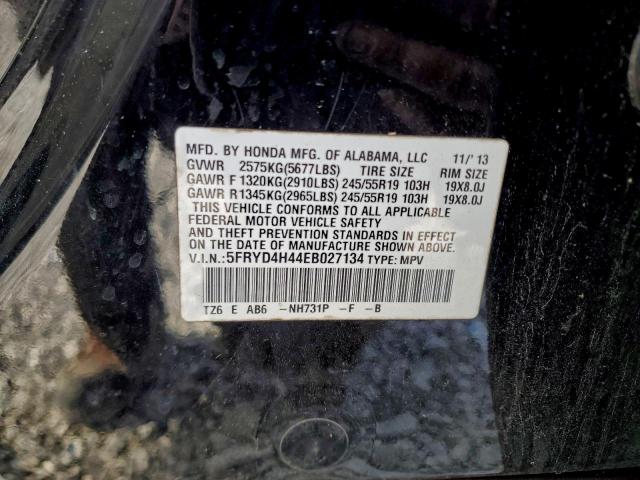 MFD. BY HONDA MFG. OF ALABAMA, LLC 11/'13
GVWR 2575KG(5677LBS) TIRE SIZE RIM SIZE
GAWR F 1320KG(2910LBS) 245/55R19 103H 19X8.0J
GAWR R1345KG(2965LBS) 245/55R19 103H 19X8.0J
THIS VEHICLE CONFORMS TO ALL APPLICABLE
FEDERAL MOTOR VEHICLE SAFETY
AND THEFT PREVENTION STANDARDS IN EFFECT
ON THE DATE OF MANUFACTURE SHOWN ABOVE.
V.I.N.:5FRYD4H44EB027134 TYPE: MPV
TZ6 E AB6 -NH731P -F -B